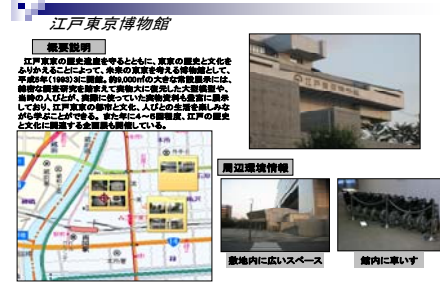 江戸東京博物館
概要説明
江戸東京の歴史遺産を守るとともに、東京の歴史と文化を
ふりかえることによって、未来の東京を考える博物館として、
平成5年（1993）3に開館。約9,000㎡の大きな常設展示には、
綿密な調査研究を踏まえて実物大に復元した大型模型や、
当時の人びとが、実際に使っていた実物資料も豊富に展示
しており、江戸東京の都市と文化、人びとの生活を楽しみな
がら学ぶことができる。また年に4～6回程度、江戸の歴史
と文化に関連する企画展も開催している。
江戸東京博物館
周辺環境情報
敷地内に広いスペース
館内に車いす